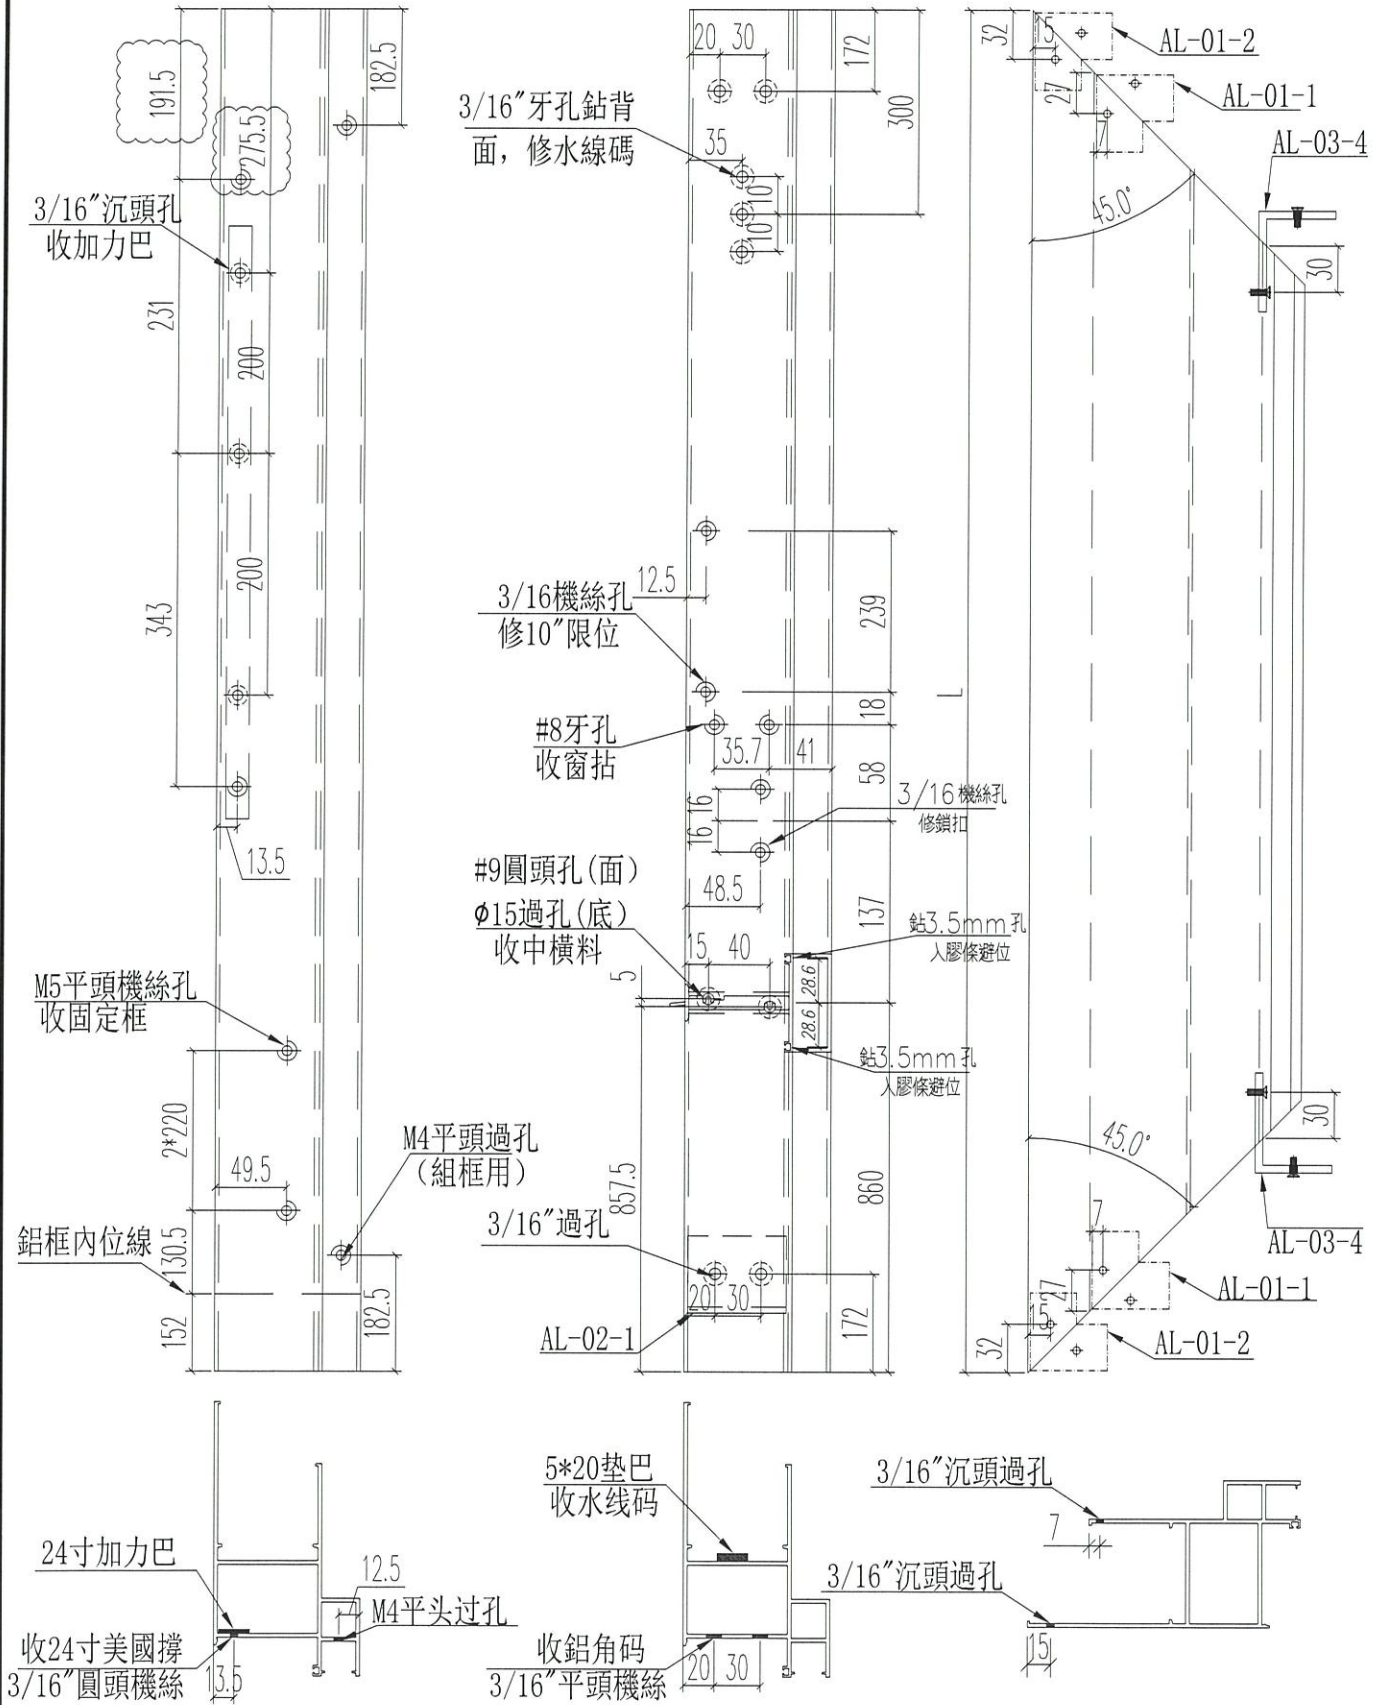 191.5
275.5
182.5
3/16"沉頭孔
收加力巴
231
200
200
343
13.5
M5平頭機絲孔
收固定框
2*220
49.5
M4平頭過孔
(組框用)
鋁框內位線
130.5
152
182.5
20
30
172
300
3/16"牙孔鉆背
面，修水線碼
35
10
10
12.5
3/16機絲孔
修10"限位
239
18
#8牙孔
收窗拈
35.7
41
58
16
16
3/16機絲孔
修鎖扣
48.5
137
#9圓頭孔(面)
ϕ15過孔(底)
收中橫料
15
40
5
鉆3.5mm孔
入膠條避位
28.6
28.6
鉆3.5mm孔
入膠條避位
857.5
860
3/16"過孔
20
30
172
AL-02-1
L
32
15
AL-01-2
27
7
AL-01-1
AL-03-4
45.0°
30
30
45.0°
7
AL-03-4
27
AL-01-1
15
32
AL-01-2
24寸加力巴
12.5
M4平头过孔
收24寸美國撐
3/16"圓頭機絲
13.5
5*20垫巴
收水线码
收鋁角码
3/16"平頭機絲
20
30
3/16"沉頭過孔
7
3/16"沉頭過孔
15